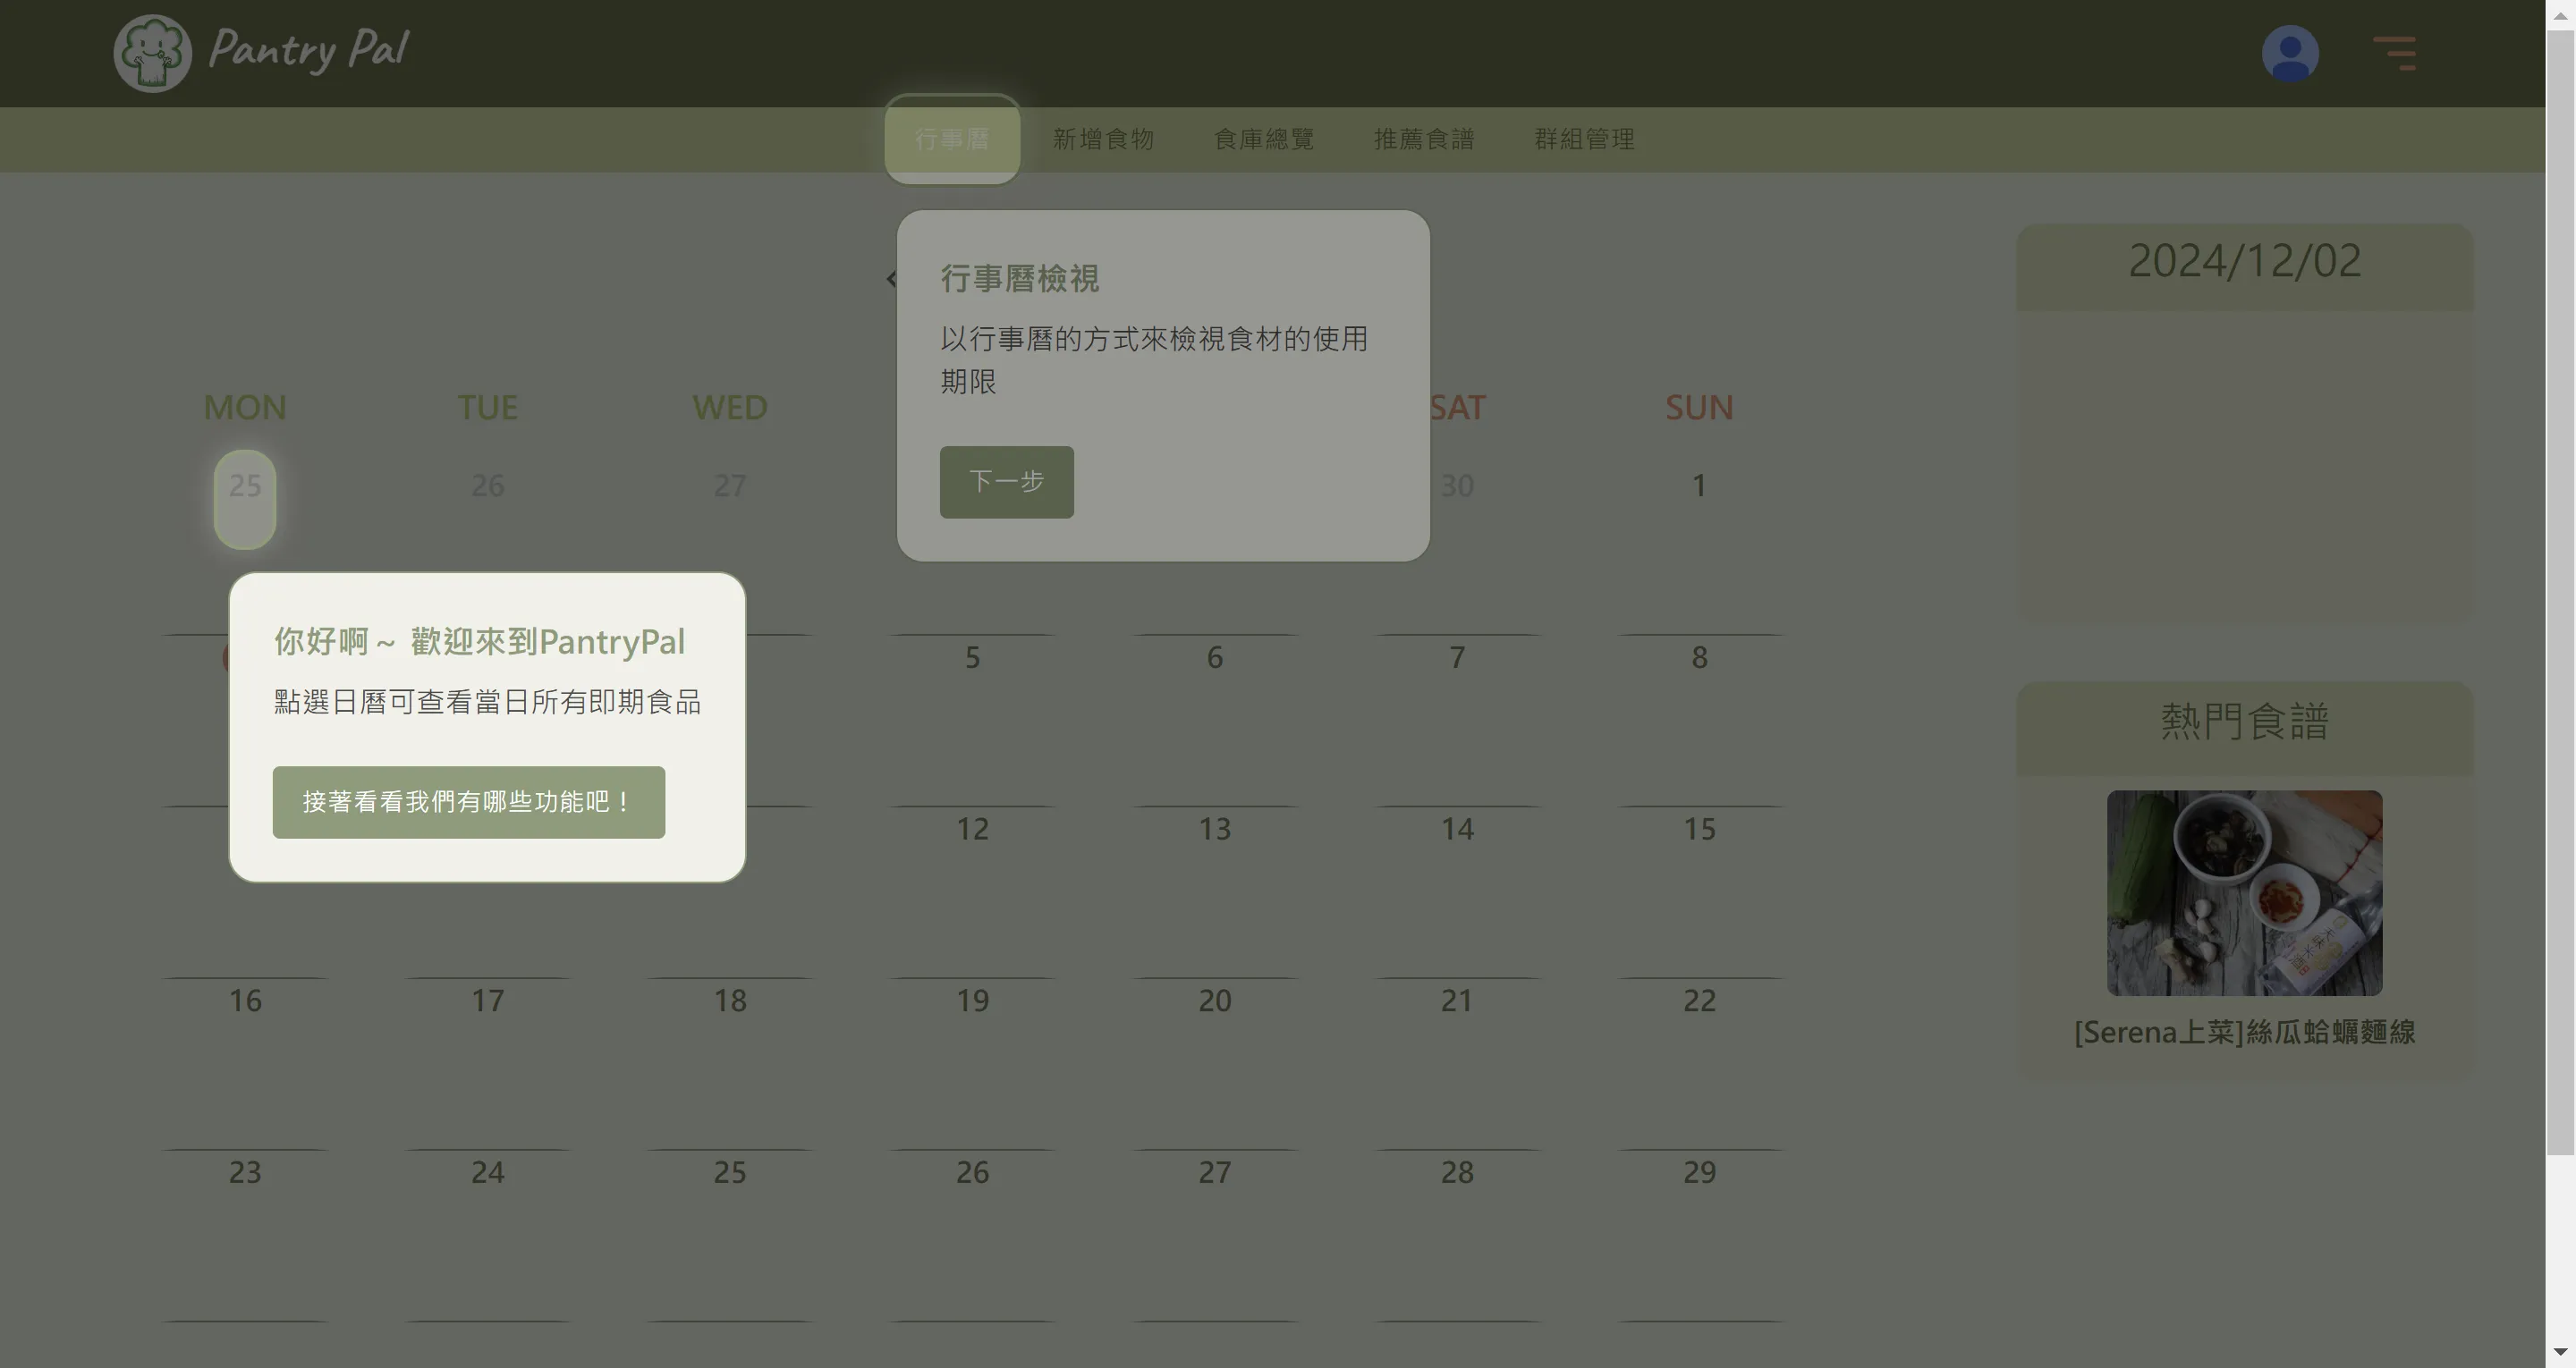 Pantry Pal
行事曆 新增食物 食庫總覽 推薦食譜 群組管理
行事曆檢視
以行事曆的方式來檢視食材的使用
期限
下一步
2024/12/02
MON TUE WED SAT SUN
25 26 27 30 1
你好啊～ 歡迎來到PantryPal
點選日曆可查看當日所有即期食品
接著看看我們有哪些功能吧！
5 6 7 8
熱門食譜
12 13 14 15
16 17 18 19 20 21 22
[Serena上菜]絲瓜蛤蠣麵線
23 24 25 26 27 28 29